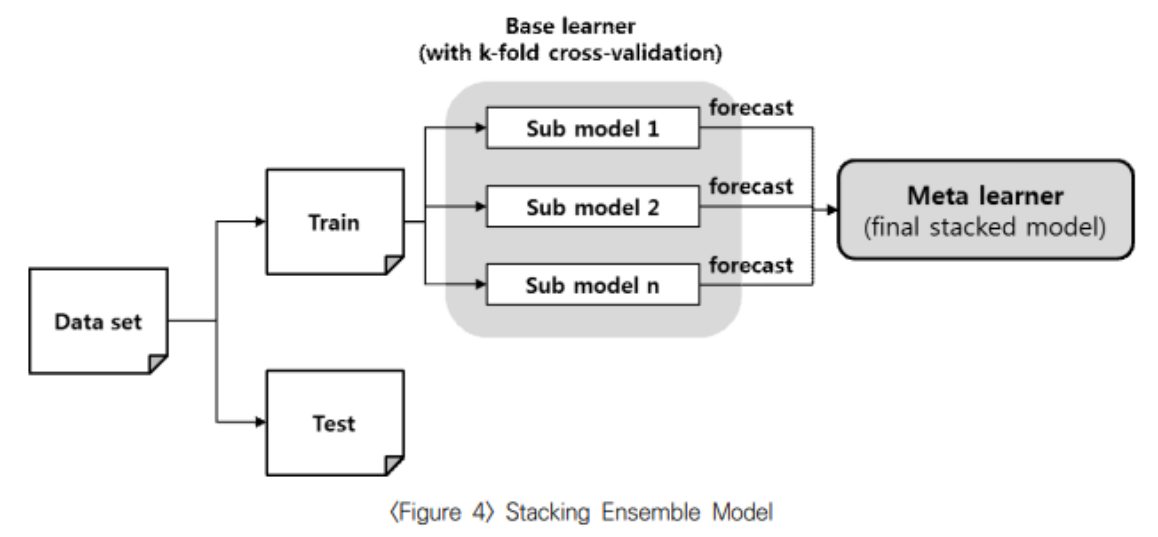 Base learner
(with k-fold cross-validation)
forecast
Sub model 1
forecast
Meta learner
(final stacked model)
Train
Sub model 2
forecast
Sub model n
Data set
Test
〈Figure 4〉 Stacking Ensemble Model